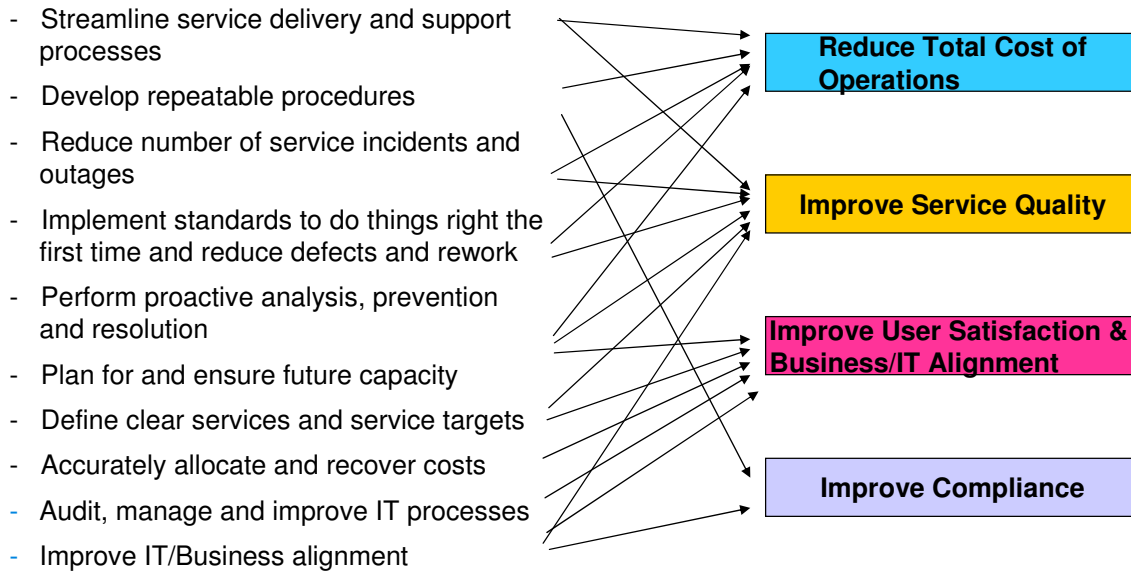 - Streamline service delivery and support
processes
- Develop repeatable procedures
- Reduce number of service incidents and
outages
- Implement standards to do things right the
first time and reduce defects and rework
- Perform proactive analysis, prevention
and resolution
- Plan for and ensure future capacity
- Define clear services and service targets
- Accurately allocate and recover costs
- Audit, manage and improve IT processes
- Improve IT/Business alignment
Reduce Total Cost of
Operations
Improve Service Quality
Improve User Satisfaction &
Business/IT Alignment
Improve Compliance